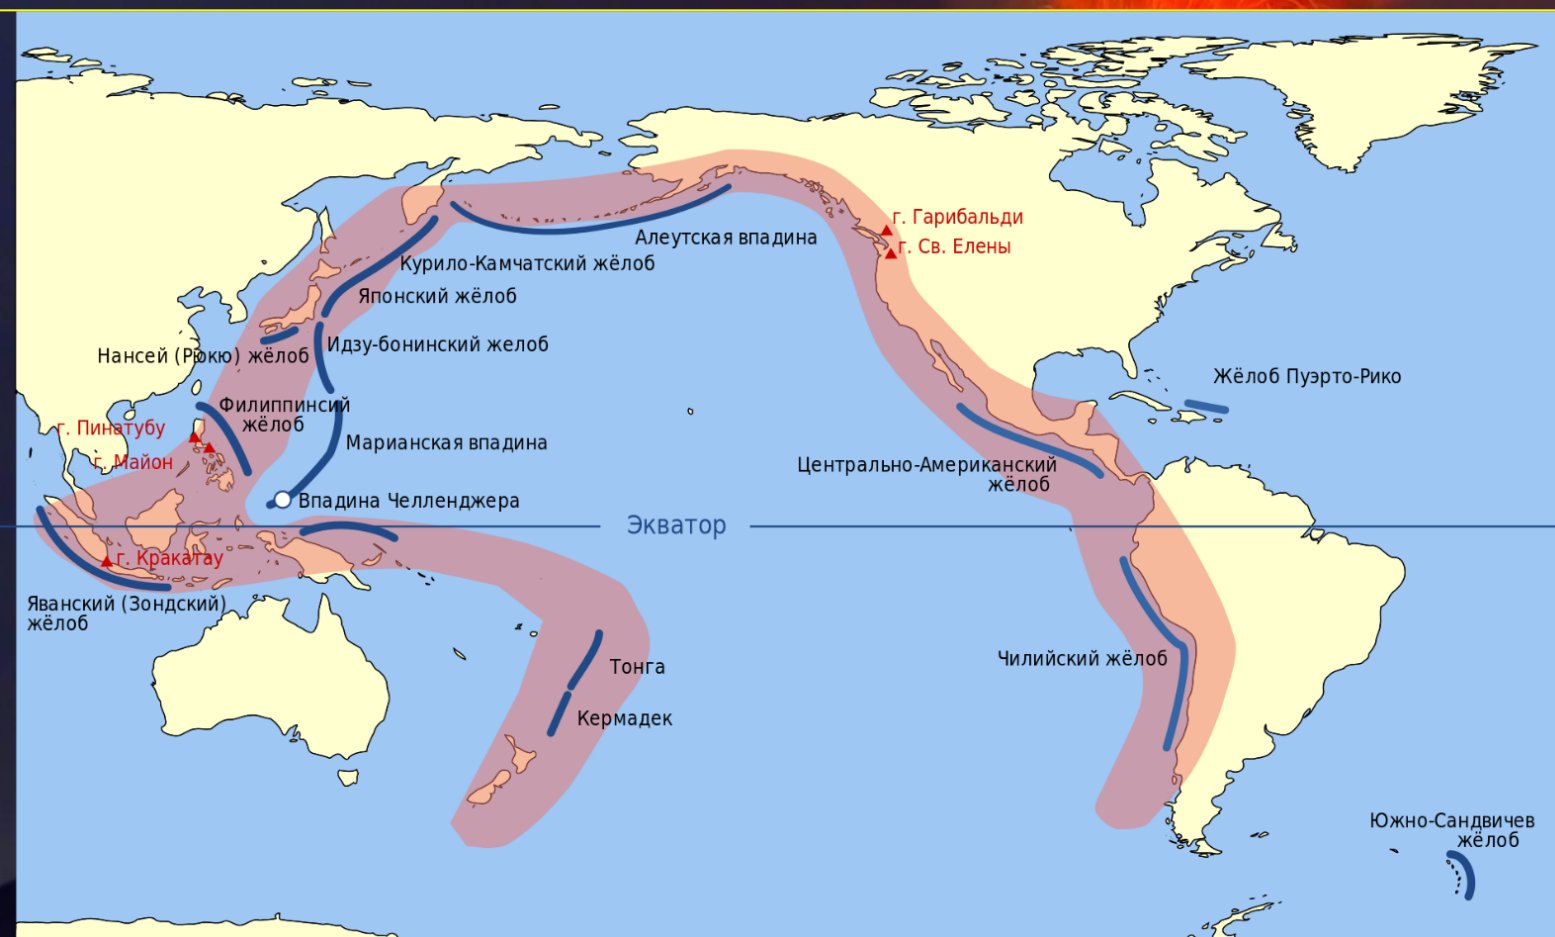 г. Гарибальди
г. Св. Елены
Алеутская впадина
Курило-Камчатский жёлоб
Японский жёлоб
Идзу-бонинский желоб
Нансей (Рюкю) жёлоб
Жёлоб Пуэрто-Рико
Филиппинсий
жёлоб
г. Пинатубу
г. Майон
Марианская впадина
Центрально-Американский
жёлоб
Впадина Челленджера
Экватор
г. Кракатау
Яванский (Зондский)
жёлоб
Тонга
Чилийский жёлоб
Кермадек
Южно-Сандвичев
жёлоб